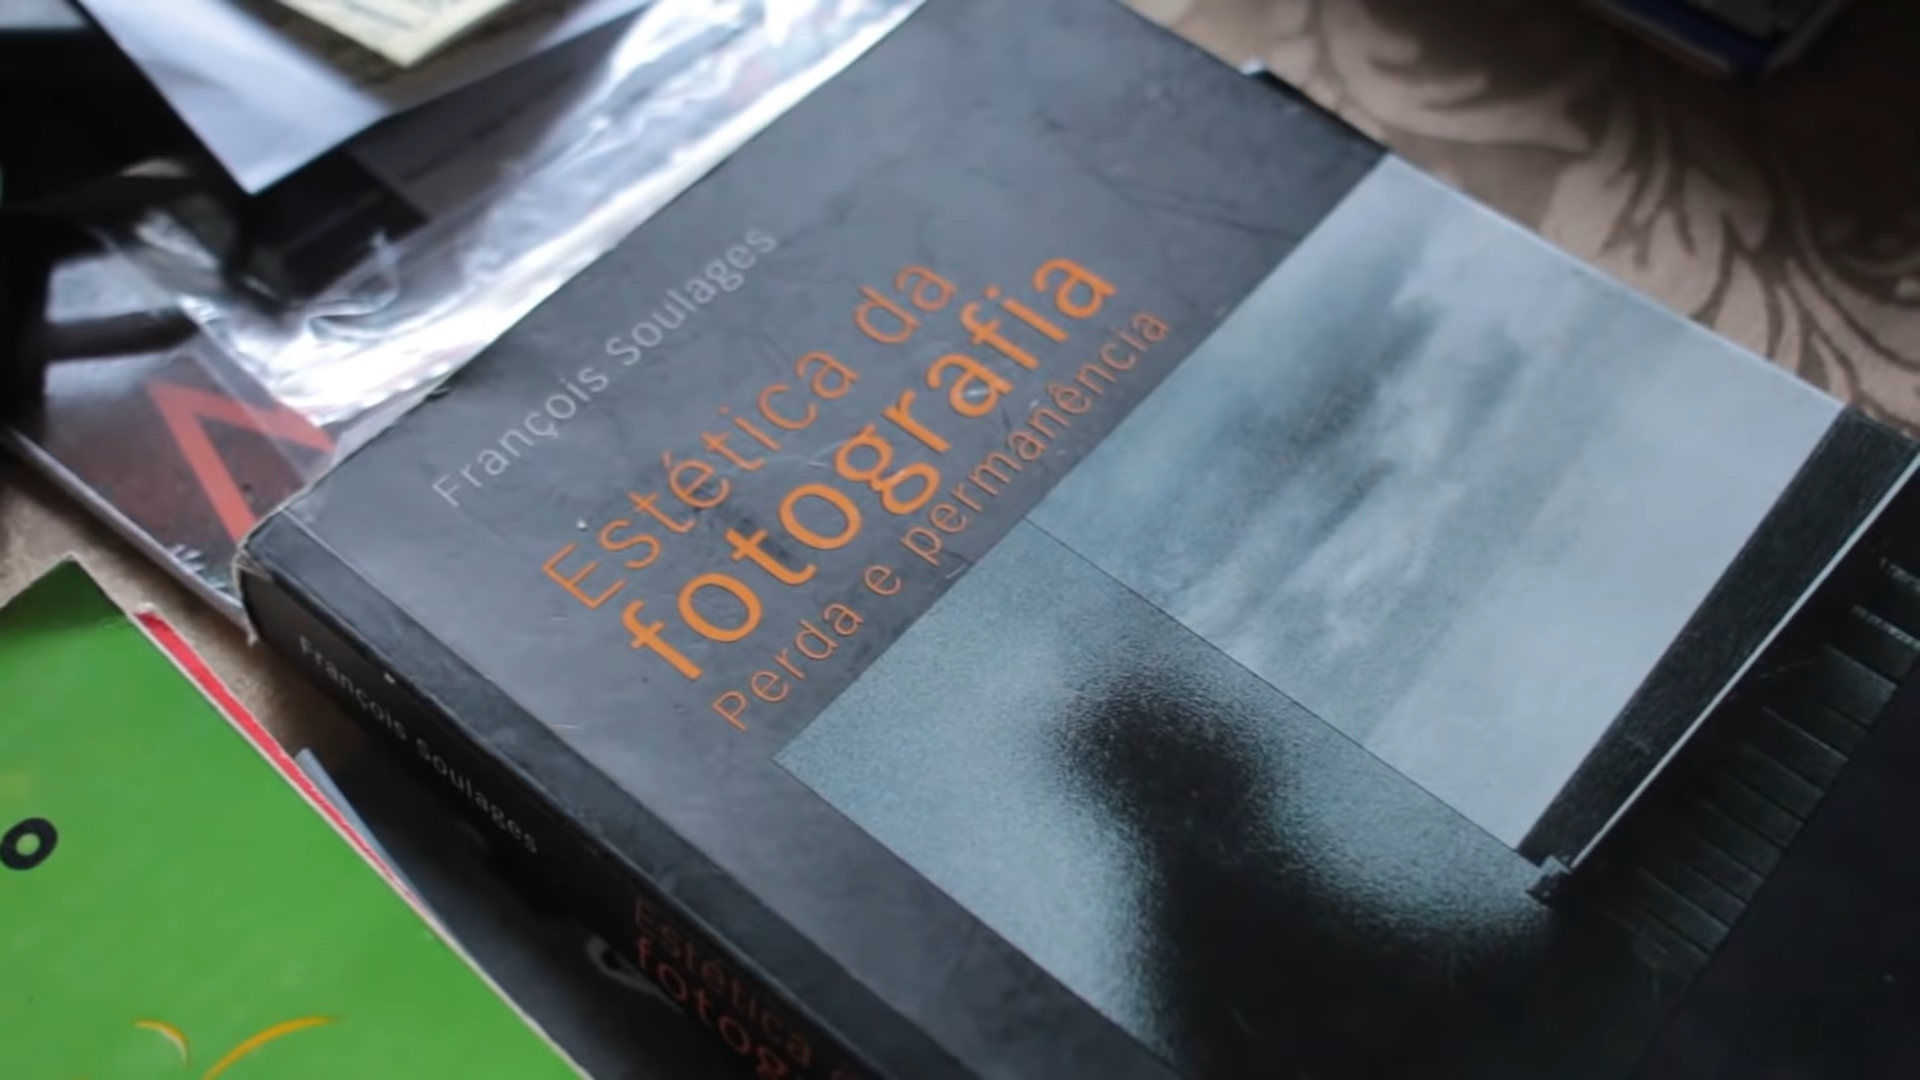 François Soulages
Estética da
fotografia
Perda e permanência
François Soulages
Estética
fotog
o